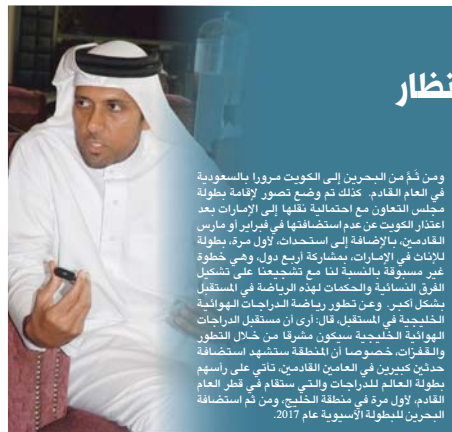 نظار
ومن ثَمَّ من البحرين إلى الكويت مرورا بالسعودية
في العام القادم. كذلك تم وضع تصور لإقامة بطولة
مجلس التعاون مع احتمالية نقلها إلى الإمارات بعد
اعتذار الكويت عن عدم استضافتها في فبراير أو مارس
القادمين، بالإضافة إلى استحداث، لأول مرة، بطولة
للإناث في الإمارات، بمشاركة أربع دول، وهي خطوة
غير مسبوقة بالنسبة لنا مع تشجيعنا على تشكيل
الفرق النسائية والحكمات لهذه الرياضة في المستقبل
بشكل أكبر. وعن تطور رياضة الدراجات الهوائية
الخليجية في المستقبل، قال: أرى أن مستقبل الدراجات
الهوائية الخليجية سيكون مشرقا من خلال التطور
والقفزات، خصوصا أن المنطقة ستشهد استضافة
حدثين كبيرين في العامين القادمين، تأتي على رأسهم
بطولة العالم للدراجات والتي ستقام في قطر العام
القادم، لأول مرة في منطقة الخليج، ومن ثم استضافة
البحرين للبطولة الآسيوية عام 2017.